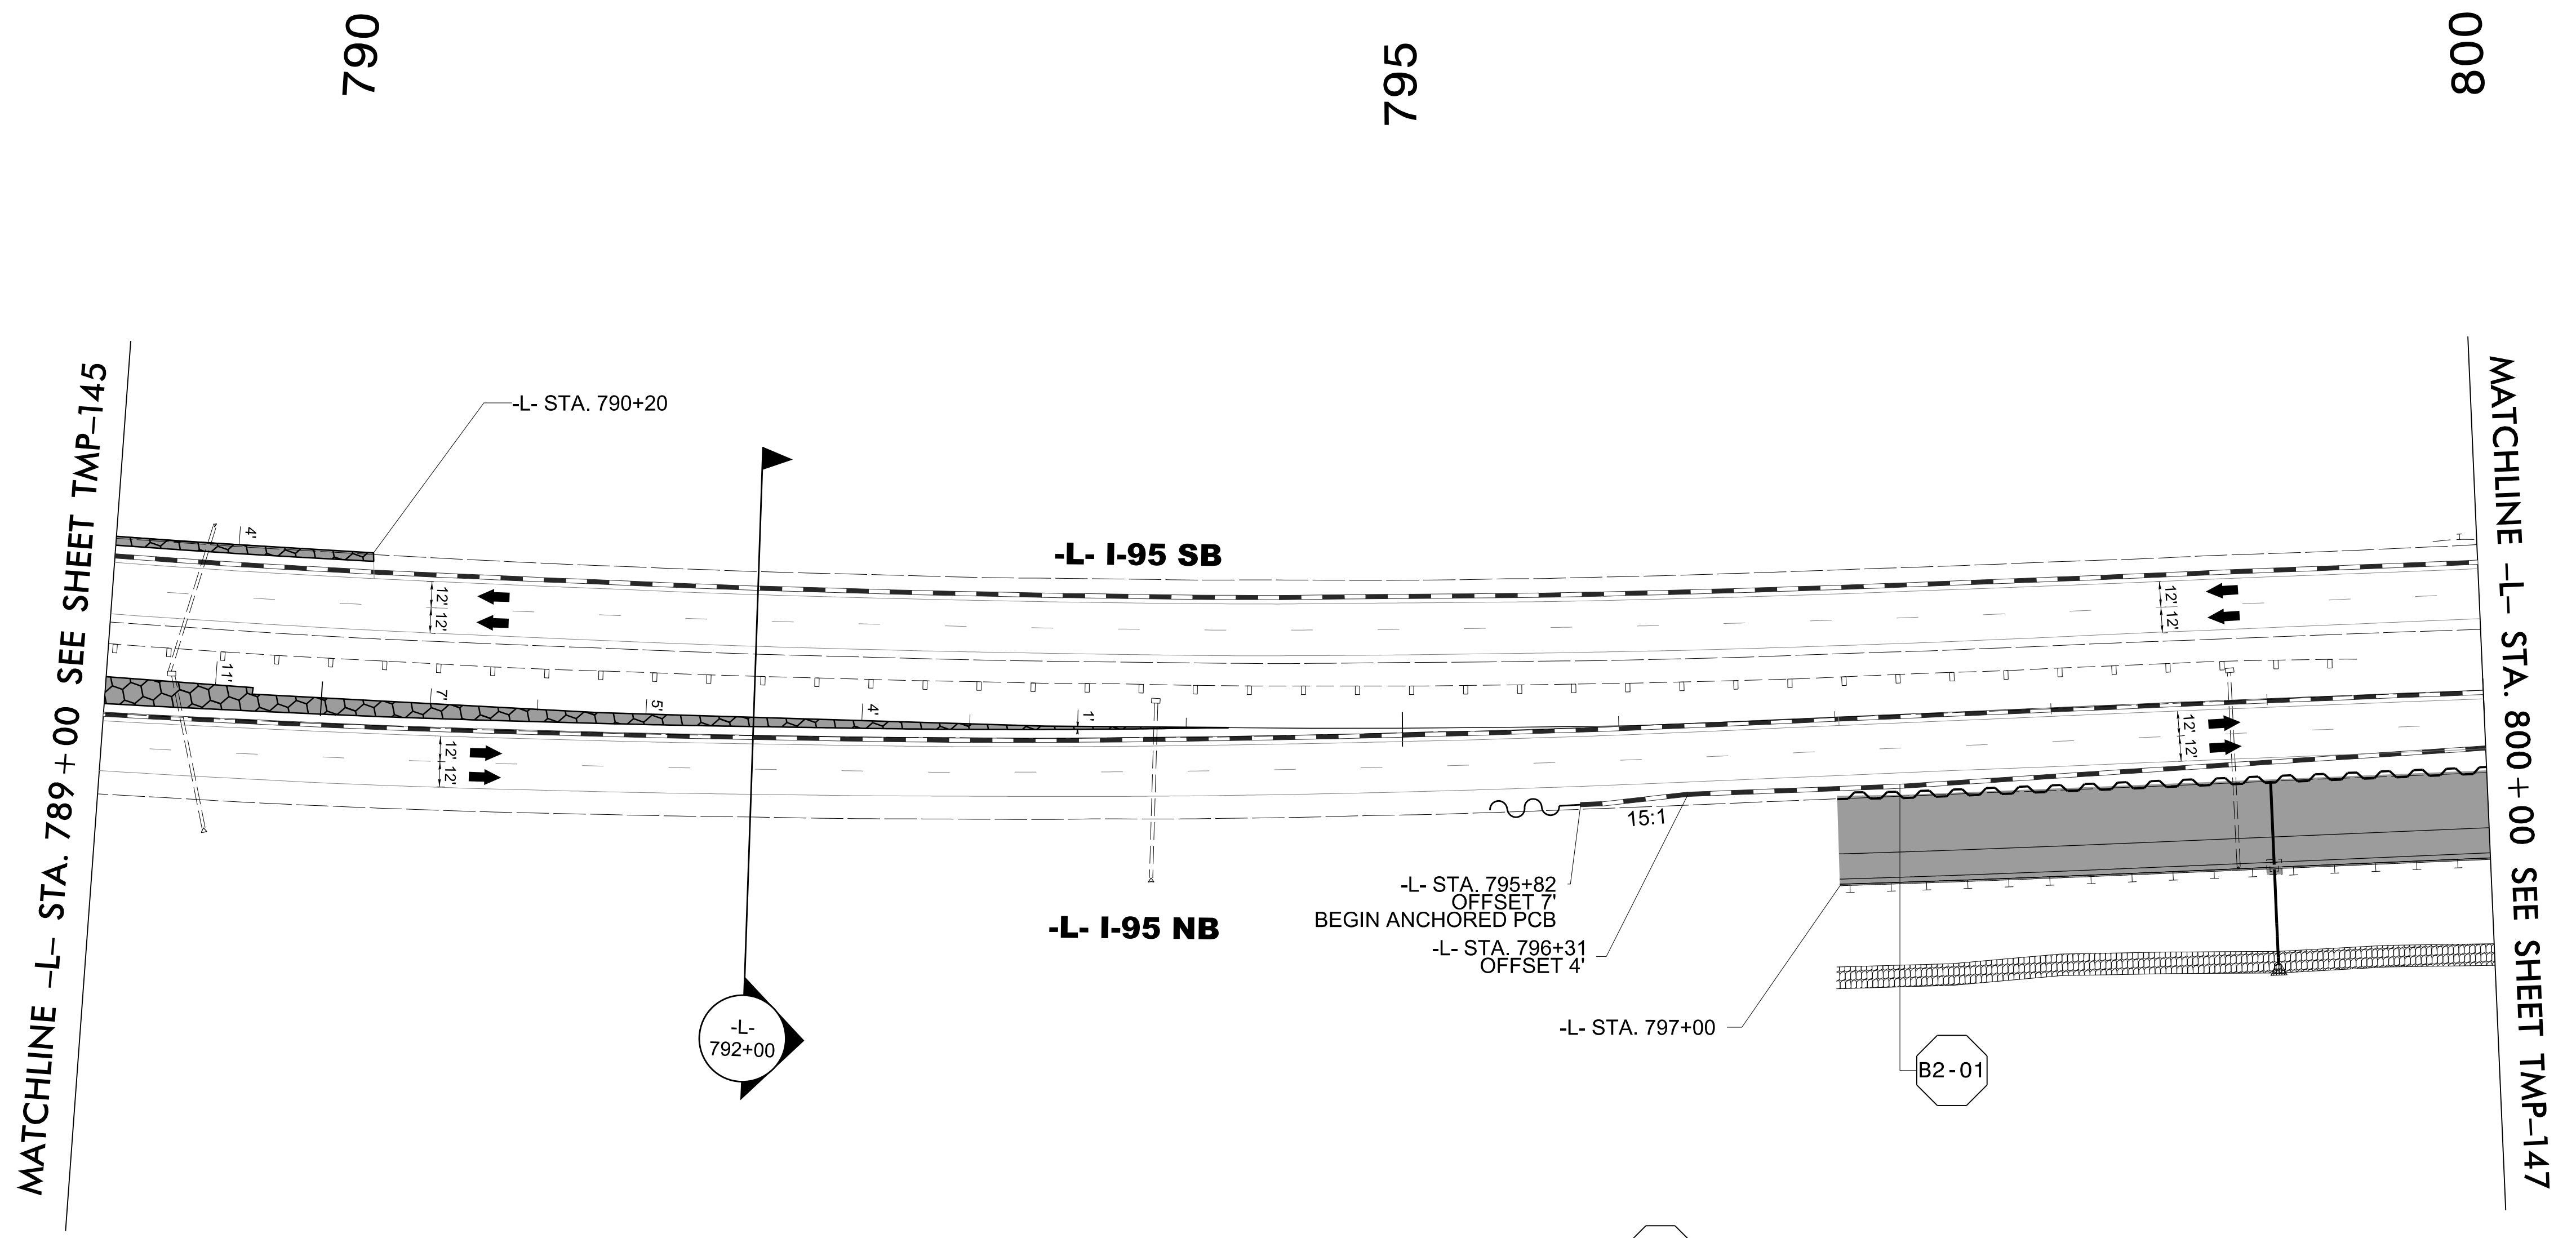 790
795
800
MATCHLINE –L– STA. 789+00 SEE SHEET TMP–145
MATCHLINE –L– STA. 800+00 SEE SHEET TMP–147
-L- STA. 790+20
-L- I-95 SB
4'
12'
12'
12'
12'
11'
7'
5'
4'
1'
12'
12'
12'
12'
15:1
-L- STA. 795+82
OFFSET 7'
BEGIN ANCHORED PCB
-L- I-95 NB
-L- STA. 796+31
OFFSET 4'
-L- STA. 797+00
-L-
792+00
B2-01